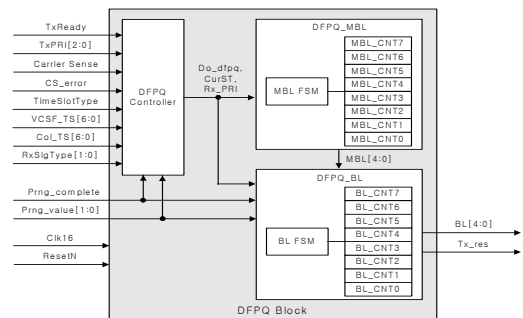 TxReady
TxPRI[2:0]
Carrier Sense
CS_error
TimeSlotType
VCSF_TS[6:0]
Col_TS[6:0]
RxSigType[1:0]
Prng_complete
Prng_value[1:0]
Clk16
ResetN
DFPQ
Controller
Do_dfpq,
CurST,
Rx_PRI
DFPQ_MBL
MBL FSM
MBL_CNT7
MBL_CNT6
MBL_CNT5
MBL_CNT4
MBL_CNT3
MBL_CNT2
MBL_CNT1
MBL_CNT0
MBL[4:0]
DFPQ_BL
BL FSM
BL_CNT7
BL_CNT6
BL_CNT5
BL_CNT4
BL_CNT3
BL_CNT2
BL_CNT1
BL_CNT0
BL[4:0]
Tx_res
DFPQ Block